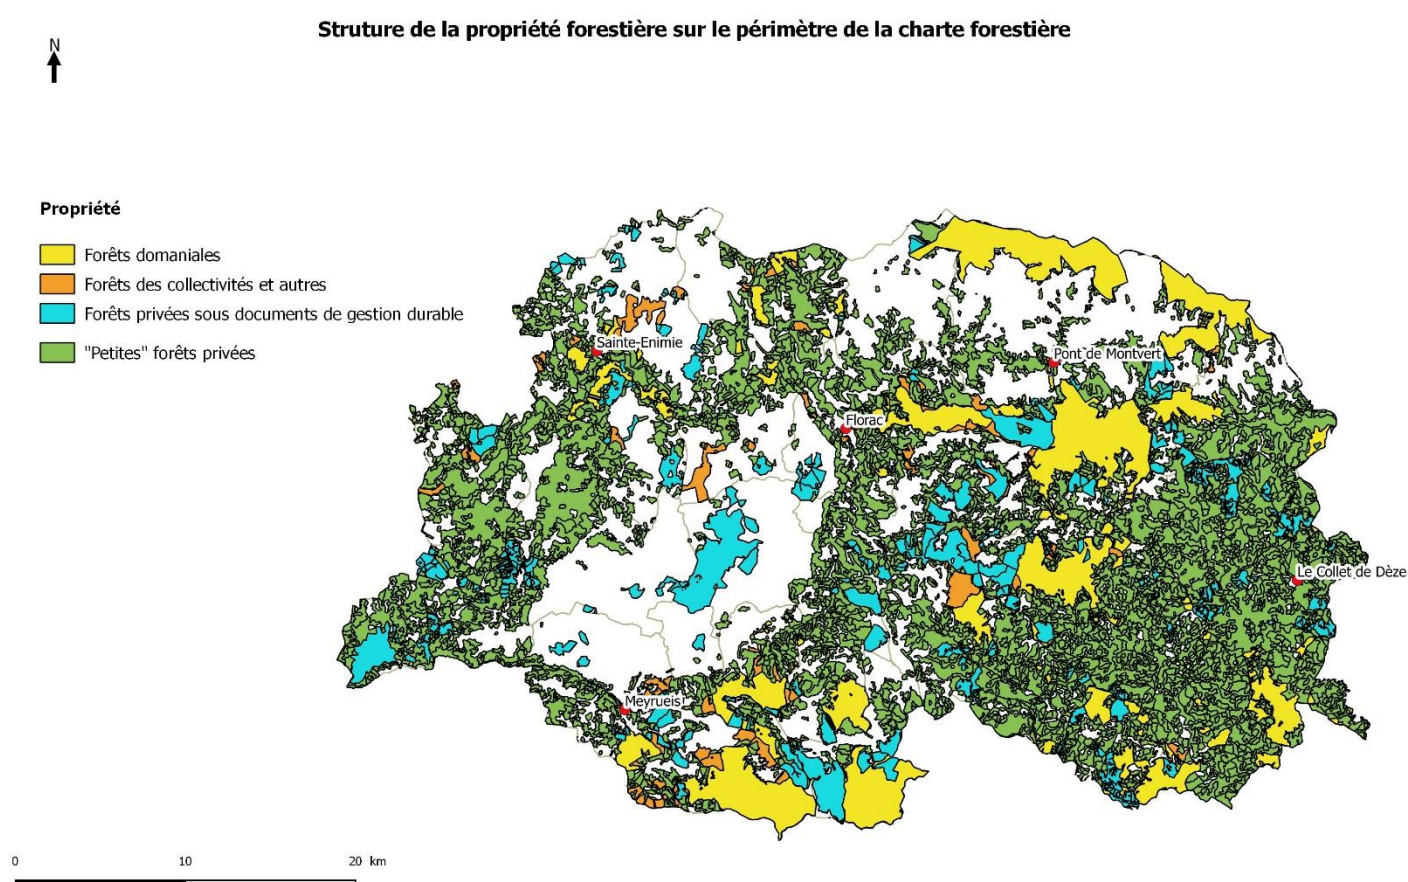 Struture de la propriété forestière sur le périmètre de la charte forestière
N
Propriété
Forêts domaniales
Forêts des collectivités et autres
Forêts privées sous documents de gestion durable
"Petites" forêts privées
Sainte-Enimie
Pont de Montvert
Florac
Le Collet de Dèze
Meyrueis
0 10 20 km